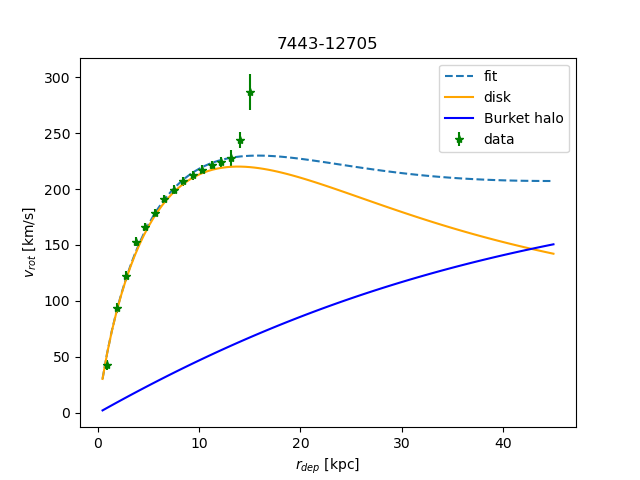 7443-12705
300
250
200
150
100
50
0
v_rot [km/s]
fit
disk
Burket halo
data
0 10 20 30 40
r_dep [kpc]